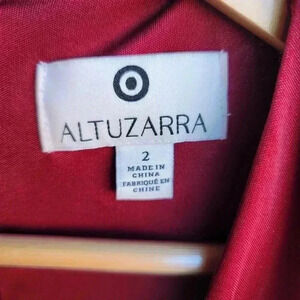 ALTUZARRA
2
MADE IN
CHINA
FABRIQUÉ EN
CHINE